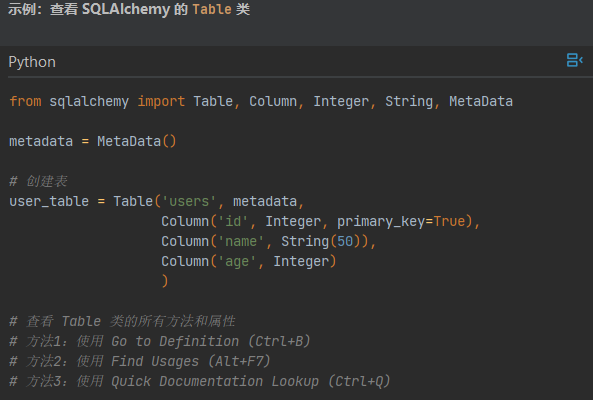 示例：查看 SQLAlchemy 的 Table 类
Python
from sqlalchemy import Table, Column, Integer, String, MetaData
metadata = MetaData()
# 创建表
user_table = Table('users', metadata,
                   Column('id', Integer, primary_key=True),
                   Column('name', String(50)),
                   Column('age', Integer)
                   )
# 查看 Table 类的所有方法和属性
# 方法1：使用 Go to Definition (Ctrl+B)
# 方法2：使用 Find Usages (Alt+F7)
# 方法3：使用 Quick Documentation Lookup (Ctrl+Q)